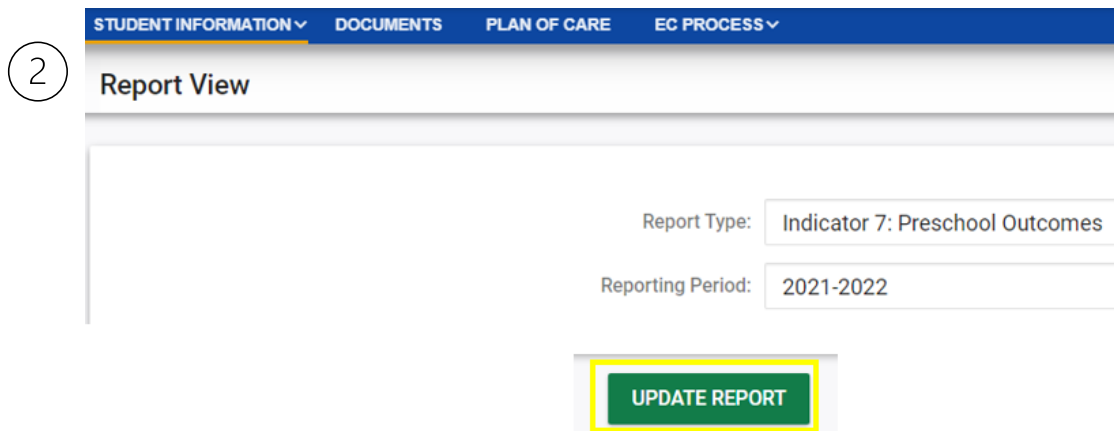 STUDENT INFORMATION DOCUMENTS PLAN OF CARE EC PROCESS
2
Report View
Report Type: Indicator 7: Preschool Outcomes
Reporting Period: 2021-2022
UPDATE REPORT